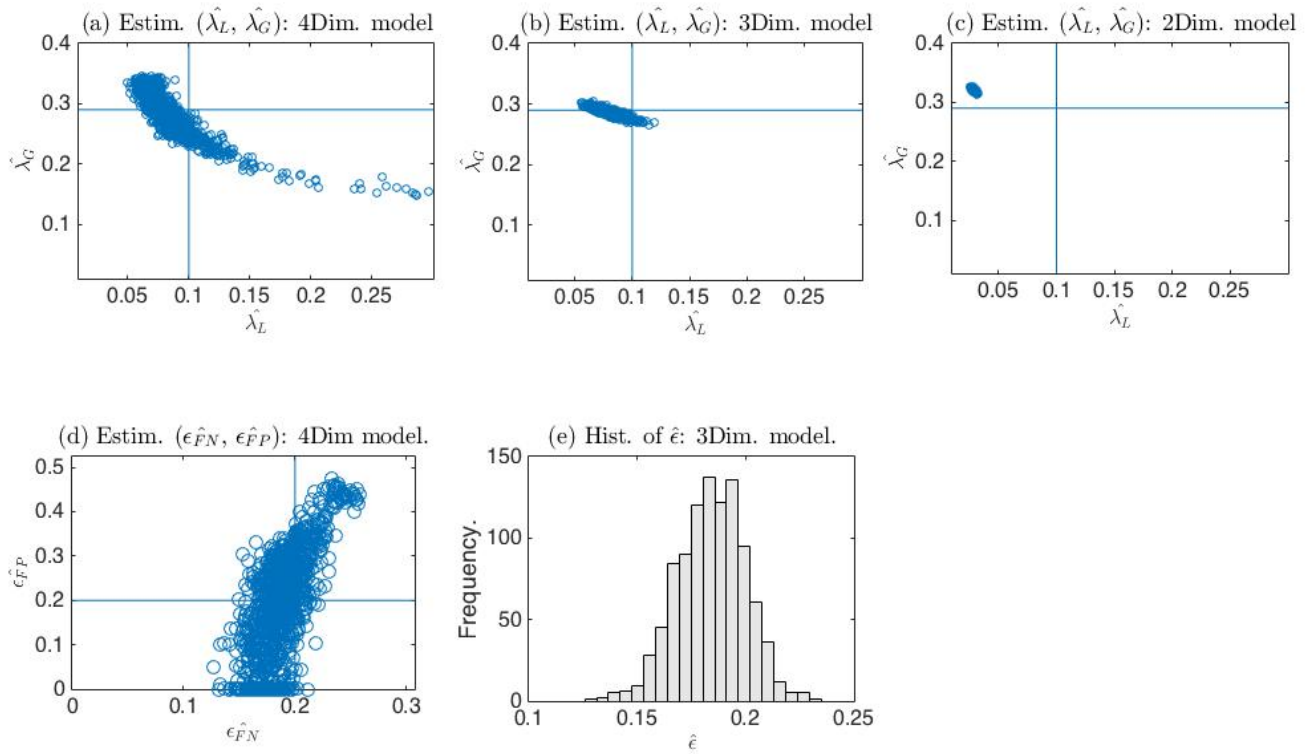 (a) Estim. (λ̂_L, λ̂_G): 4Dim. model
0.4
0.3
0.2
0.1
λ̂_G
0.05 0.1 0.15 0.2 0.25
λ̂_L
(b) Estim. (λ̂_L, λ̂_G): 3Dim. model
0.4
0.3
0.2
0.1
λ̂_G
0.05 0.1 0.15 0.2 0.25
λ̂_L
(c) Estim. (λ̂_L, λ̂_G): 2Dim. model
0.4
0.3
0.2
0.1
λ̂_G
0.05 0.1 0.15 0.2 0.25
λ̂_L
(d) Estim. (ϵ̂_FN, ϵ̂_FP): 4Dim model.
0.5
0.4
0.3
0.2
0.1
0
ϵ̂_FP
0 0.1 0.2 0.3
ϵ̂_FN
(e) Hist. of ϵ̂: 3Dim. model.
150
100
50
0
Frequency.
0.1 0.15 0.2 0.25
ϵ̂